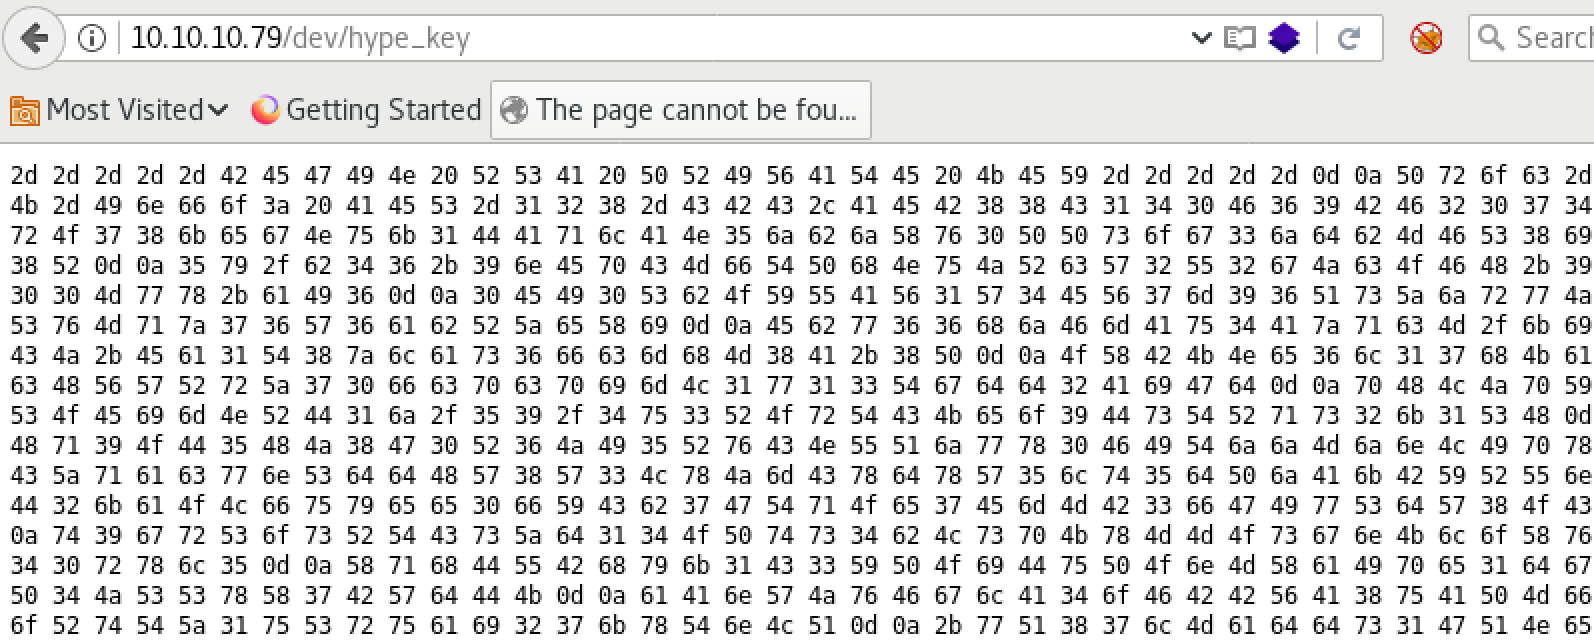 10.10.10.79/dev/hype_key
Search
Most Visited Getting Started The page cannot be fou...
2d 2d 2d 2d 2d 42 45 47 49 4e 20 52 53 41 20 50 52 49 56 41 54 45 20 4b 45 59 2d 2d 2d 2d 2d 0d 0a 50 72 6f 63 2d
4b 2d 49 6e 66 6f 3a 20 41 45 53 2d 31 32 38 2d 43 42 43 2c 41 45 42 38 38 43 31 34 30 46 36 39 42 46 32 30 37 34
72 4f 37 38 6b 65 67 4e 75 6b 31 44 41 71 6c 41 4e 35 6a 62 6a 58 76 30 50 50 73 6f 67 33 6a 64 62 4d 46 53 38 69
38 52 0d 0a 35 79 2f 62 34 36 2b 39 6e 45 70 43 4d 66 54 50 68 4e 75 4a 52 63 57 32 55 32 67 4a 63 4f 46 48 2b 39
30 30 4d 77 78 2b 61 49 36 0d 0a 30 45 49 30 53 62 4f 59 55 41 56 31 57 34 45 56 37 6d 39 36 51 73 5a 6a 72 77 4a
53 76 4d 71 7a 37 36 57 36 61 62 52 5a 65 58 69 0d 0a 45 62 77 36 36 68 6a 46 6d 41 75 34 41 7a 71 63 4d 2f 6b 69
43 4a 2b 45 61 31 54 38 7a 6c 61 73 36 66 63 6d 68 4d 38 41 2b 38 50 0d 0a 4f 58 42 4b 4e 65 36 6c 31 37 68 4b 61
63 48 56 57 52 72 5a 37 30 66 63 70 63 70 69 6d 4c 31 77 31 33 54 67 64 64 32 41 69 47 64 0d 0a 70 48 4c 4a 70 59
53 4f 45 69 6d 4e 52 44 31 6a 2f 35 39 2f 34 75 33 52 4f 72 54 43 4b 65 6f 39 44 73 54 52 71 73 32 6b 31 53 48 0d
48 71 39 4f 44 35 48 4a 38 47 30 52 36 4a 49 35 52 76 43 4e 55 51 6a 77 78 30 46 49 54 6a 6a 4d 6a 6e 4c 49 70 78
43 5a 71 61 63 77 6e 53 64 64 48 57 38 57 33 4c 78 4a 6d 43 78 64 78 57 35 6c 74 35 64 50 6a 41 6b 42 59 52 55 6e
44 32 6b 61 4f 4c 66 75 79 65 65 30 66 59 43 62 37 47 54 71 4f 65 37 45 6d 4d 42 33 66 47 49 77 53 64 57 38 4f 43
0a 74 39 67 72 53 6f 73 52 54 43 73 5a 64 31 34 4f 50 74 73 34 62 4c 73 70 4b 78 4d 4d 4f 73 67 6e 4b 6c 6f 58 76
34 30 72 78 6c 35 0d 0a 58 71 68 44 55 42 68 79 6b 31 43 33 59 50 4f 69 44 75 50 4f 6e 4d 58 61 49 70 65 31 64 67
50 34 4a 53 53 78 58 37 42 57 64 44 4b 0d 0a 61 41 6e 57 4a 76 46 67 6c 41 34 6f 46 42 42 56 41 38 75 41 50 4d 66
6f 52 74 54 5a 31 75 53 72 75 61 69 32 37 6b 78 54 6e 4c 51 0d 0a 2b 77 51 38 37 6c 4d 61 64 64 73 31 47 51 4e 65